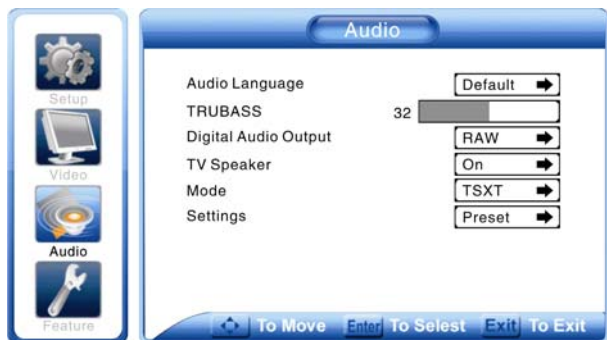 Setup
Video
Audio
Feature
Audio
Audio Language Default
TRUBASS 32
Digital Audio Output RAW
TV Speaker On
Mode TSXT
Settings Preset
To Move Enter To Selest Exit To Exit